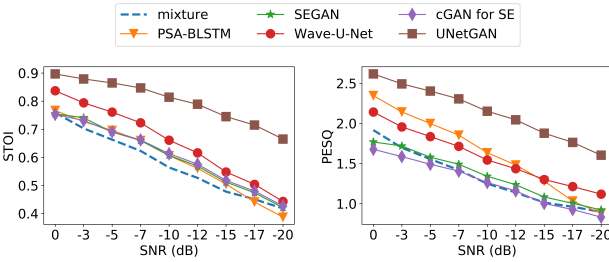 mixture SEGAN cGAN for SE
PSA-BLSTM Wave-U-Net UNetGAN
0.9
0.8
0.7
0.6
0.5
0.4
STOI
0 -3 -5 -7 -10 -12 -15 -17 -20
SNR (dB)
2.5
2.0
1.5
1.0
PESQ
0 -3 -5 -7 -10 -12 -15 -17 -20
SNR (dB)